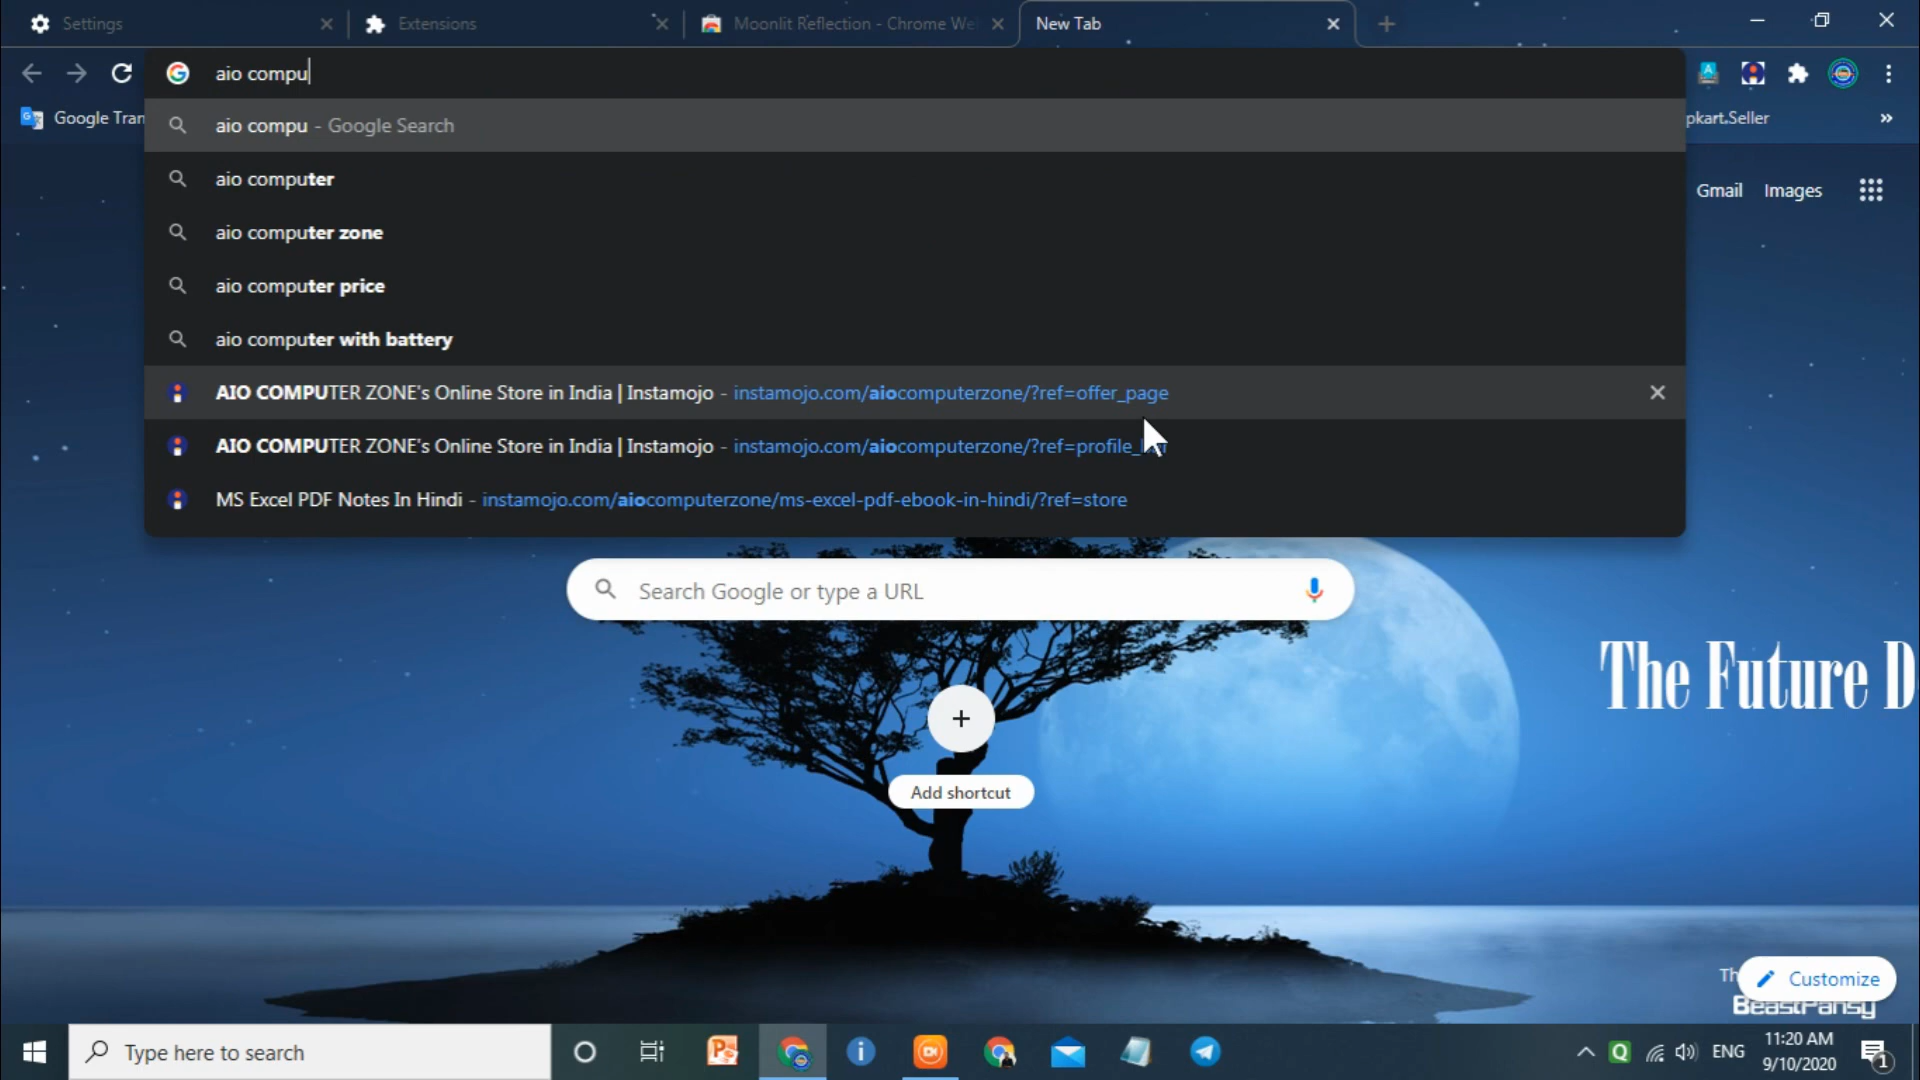 Settings
Extensions
Moonlit Reflection - Chrome We
New Tab
aio compu
Google Tran
aio compu - Google Search
pkart.Seller
aio computer
Gmail Images
aio computer zone
aio computer price
aio computer with battery
AIO COMPUTER ZONE's Online Store in India | Instamojo - instamojo.com/aiocomputerzone/?ref=offer_page
AIO COMPUTER ZONE's Online Store in India | Instamojo - instamojo.com/aiocomputerzone/?ref=profile_
MS Excel PDF Notes In Hindi - instamojo.com/aiocomputerzone/ms-excel-pdf-ebook-in-hindi/?ref=store
Search Google or type a URL
The Future D
Add shortcut
Th
Customize
BeastPansy
Type here to search
ENG
11:20 AM
9/10/2020
1